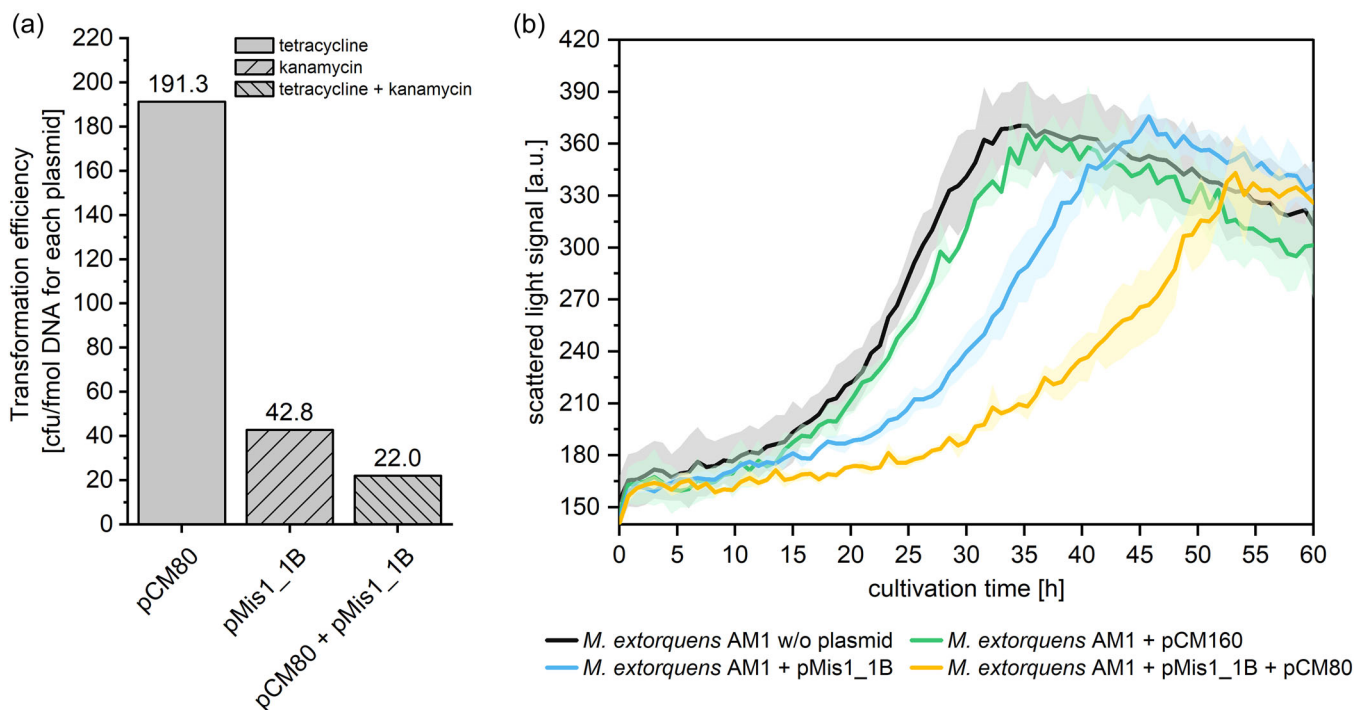 (a)
220
200
180
160
140
120
100
80
60
40
20
0
Transformation efficiency
[cfu/fmol DNA for each plasmid]
tetracycline
kanamycin
tetracycline + kanamycin
191.3
42.8
22.0
pCM80
pMis1_1B
pCM80 + pMis1_1B
(b)
420
390
360
330
300
270
240
210
180
150
scattered light signal [a.u.]
0 5 10 15 20 25 30 35 40 45 50 55 60
cultivation time [h]
M. extorquens AM1 w/o plasmid
M. extorquens AM1 + pCM160
M. extorquens AM1 + pMis1_1B
M. extorquens AM1 + pMis1_1B + pCM80